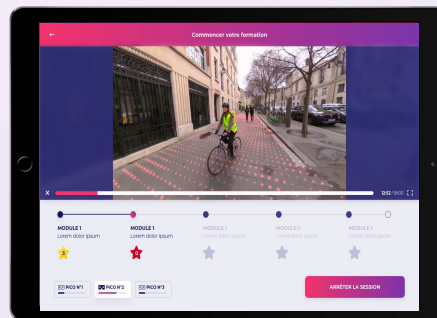 Commencer votre formation
X
12:53 / 19:00
MODULE 1
Lorem dolor ipsum
MODULE 1
Lorem dolor ipsum
MODULE 1
Lorem dolor ipsum
MODULE 1
Lorem dolor ipsum
MODULE 1
Lorem dolor ipsum
PICO N°1
PICO N°2
PICO N°3
ARRÊTER LA SESSION